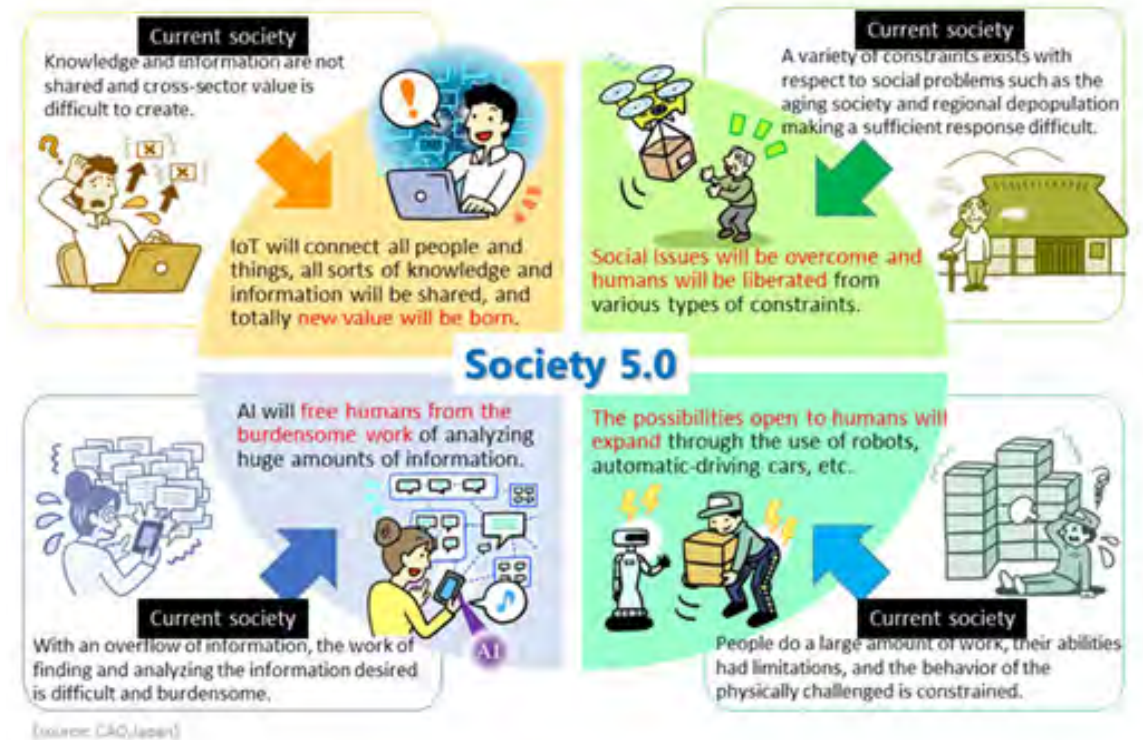 Current society
Knowledge and information are not
shared and cross-sector value is
difficult to create.
IoT will connect all people and
things, all sorts of knowledge and
information will be shared, and
totally new value will be born.
Current society
A variety of constraints exists with
respect to social problems such as the
aging society and regional depopulation
making a sufficient response difficult.
Social issues will be overcome and
humans will be liberated from
various types of constraints.
Society 5.0
AI will free humans from the
burdensome work of analyzing
huge amounts of information.
AI
Current society
With an overflow of information, the work of
finding and analyzing the information desired
is difficult and burdensome.
The possibilities open to humans will
expand through the use of robots,
automatic-driving cars, etc.
Current society
People do a large amount of work, their abilities
had limitations, and the behavior of the
physically challenged is constrained.
(source: CAO,Japan)